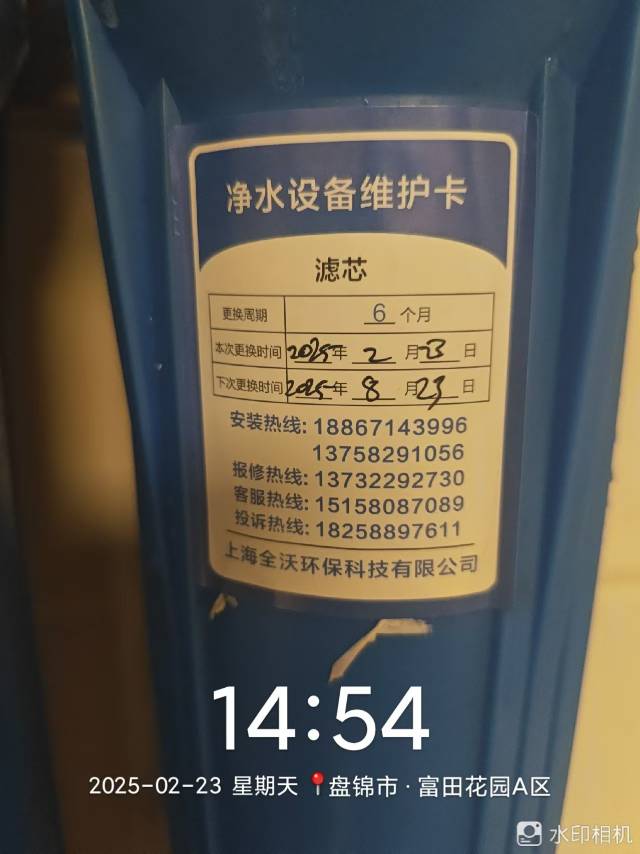 净水设备维护卡
滤芯
更换周期 6 个月
本次更换时间 2025年 2 月 23 日
下次更换时间 2025年 8 月 23 日
安装热线: 18867143996
13758291056
报修热线: 13732292730
客服热线: 15158087089
投诉热线: 18258897611
上海全沃环保科技有限公司
14:54
2025-02-23 星期天 📍盘锦市·富田花园A区
水印相机